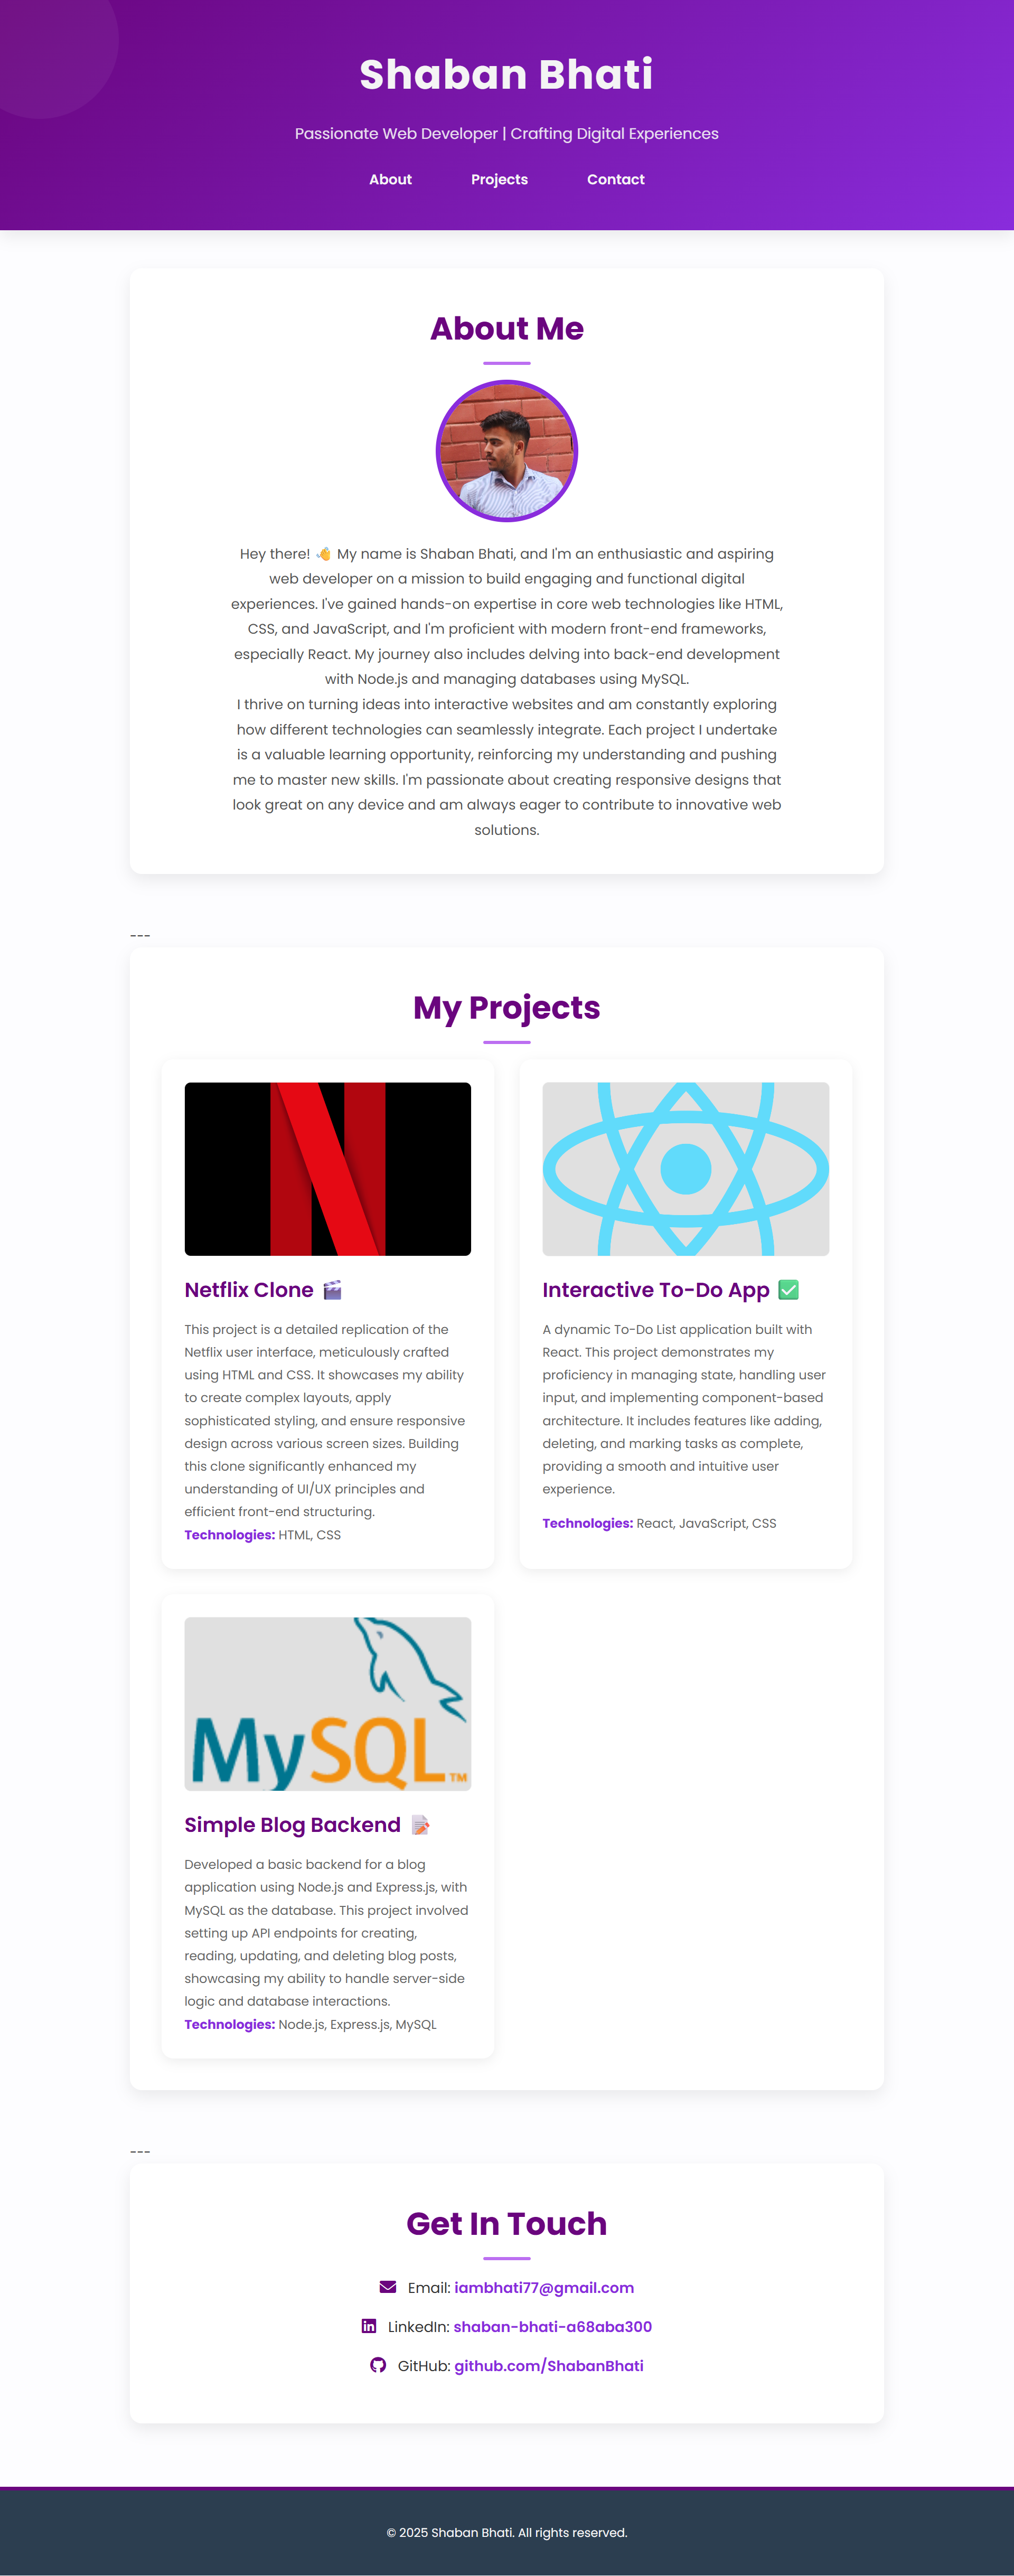 Shaban Bhati
Passionate Web Developer | Crafting Digital Experiences
About Projects Contact
About Me
Hey there! 👋 My name is Shaban Bhati, and I'm an enthusiastic and aspiring
web developer on a mission to build engaging and functional digital
experiences. I've gained hands-on expertise in core web technologies like HTML,
CSS, and JavaScript, and I'm proficient with modern front-end frameworks,
especially React. My journey also includes delving into back-end development
with Node.js and managing databases using MySQL.
I thrive on turning ideas into interactive websites and am constantly exploring
how different technologies can seamlessly integrate. Each project I undertake
is a valuable learning opportunity, reinforcing my understanding and pushing
me to master new skills. I'm passionate about creating responsive designs that
look great on any device and am always eager to contribute to innovative web
solutions.
---
My Projects
Netflix Clone 🎬
This project is a detailed replication of the
Netflix user interface, meticulously crafted
using HTML and CSS. It showcases my ability
to create complex layouts, apply
sophisticated styling, and ensure responsive
design across various screen sizes. Building
this clone significantly enhanced my
understanding of UI/UX principles and
efficient front-end structuring.
Technologies: HTML, CSS
Interactive To-Do App ✅
A dynamic To-Do List application built with
React. This project demonstrates my
proficiency in managing state, handling user
input, and implementing component-based
architecture. It includes features like adding,
deleting, and marking tasks as complete,
providing a smooth and intuitive user
experience.
Technologies: React, JavaScript, CSS
MySQL™
Simple Blog Backend 📝
Developed a basic backend for a blog
application using Node.js and Express.js, with
MySQL as the database. This project involved
setting up API endpoints for creating,
reading, updating, and deleting blog posts,
showcasing my ability to handle server-side
logic and database interactions.
Technologies: Node.js, Express.js, MySQL
---
Get In Touch
Email: iambhati77@gmail.com
LinkedIn: shaban-bhati-a68aba300
GitHub: github.com/ShabanBhati
© 2025 Shaban Bhati. All rights reserved.